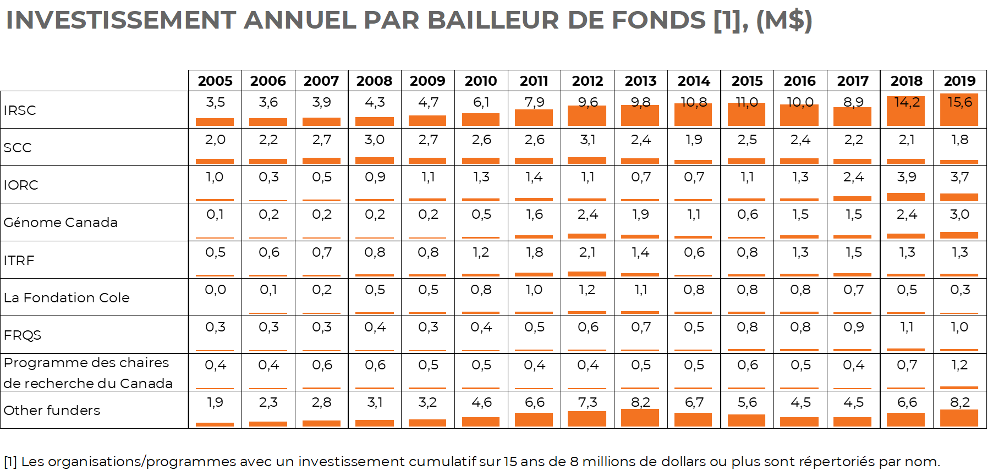 INVESTISSEMENT ANNUEL PAR BAILLEUR DE FONDS [1], (M$)
2005 2006 2007 2008 2009 2010 2011 2012 2013 2014 2015 2016 2017 2018 2019
IRSC 3,5 3,6 3,9 4,3 4,7 6,1 7,9 9,6 9,8 10,8 11,0 10,0 8,9 14,2 15,6
SCC 2,0 2,2 2,7 3,0 2,7 2,6 2,6 3,1 2,4 1,9 2,5 2,4 2,2 2,1 1,8
IORC 1,0 0,3 0,5 0,9 1,1 1,3 1,4 1,1 0,7 0,7 1,1 1,3 2,4 3,9 3,7
Génome Canada 0,1 0,2 0,2 0,2 0,2 0,5 1,6 2,4 1,9 1,1 0,6 1,5 1,5 2,4 3,0
ITRF 0,5 0,6 0,7 0,8 0,8 1,2 1,8 2,1 1,4 0,6 0,8 1,3 1,5 1,3 1,3
La Fondation Cole 0,0 0,1 0,2 0,5 0,5 0,8 1,0 1,2 1,1 0,8 0,8 0,8 0,7 0,5 0,3
FRQS 0,3 0,3 0,3 0,4 0,3 0,4 0,5 0,6 0,7 0,5 0,8 0,8 0,9 1,1 1,0
Programme des chaires
de recherche du Canada 0,4 0,4 0,6 0,6 0,5 0,5 0,4 0,4 0,5 0,5 0,6 0,5 0,4 0,7 1,2
Other funders 1,9 2,3 2,8 3,1 3,2 4,6 6,6 7,3 8,2 6,7 5,6 4,5 4,5 6,6 8,2
[1] Les organisations/programmes avec un investissement cumulatif sur 15 ans de 8 millions de dollars ou plus sont répertoriés par nom.